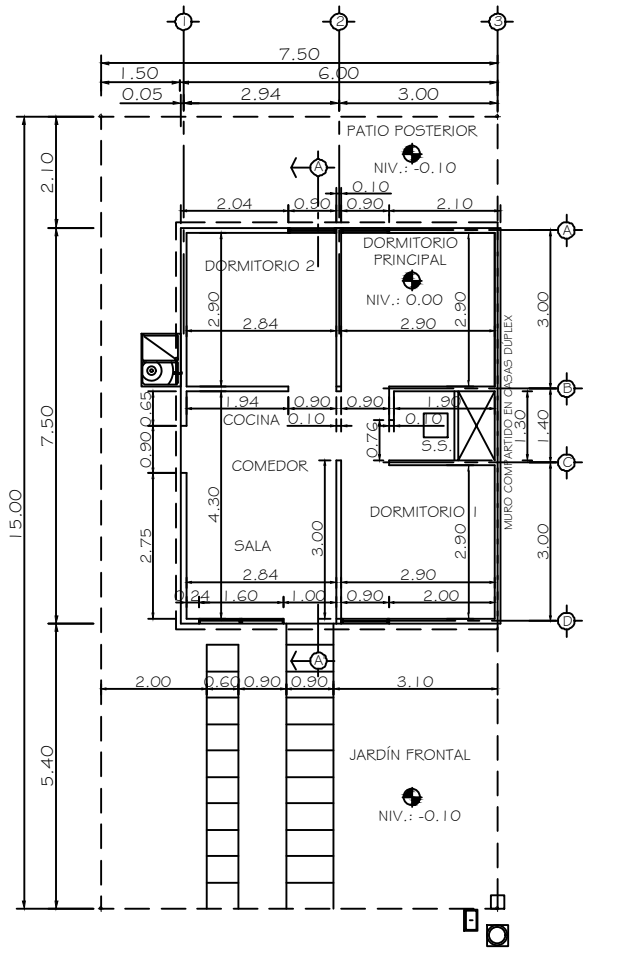 1
2
3
7.50
1.50
6.00
0.05
2.94
3.00
PATIO POSTERIOR
NIV.: -0.10
2.10
A
0.10
2.04
0.90
0.90
2.10
A
DORMITORIO 2
DORMITORIO
PRINCIPAL
NIV.: 0.00
2.90
2.90
3.00
2.84
2.90
MURO COMPARTIDO EN CASAS DÚPLEX
B
0.65
1.94
0.90
0.90
1.90
COCINA
0.10
0.10
7.50
0.90
0.76
S.S.
1.30
1.40
COMEDOR
C
15.00
4.30
DORMITORIO 1
2.75
SALA
3.00
2.90
3.00
2.84
2.90
0.24
1.60
1.00
0.90
2.00
D
A
2.00
0.60
0.90
0.90
3.10
5.40
JARDÍN FRONTAL
NIV.: -0.10